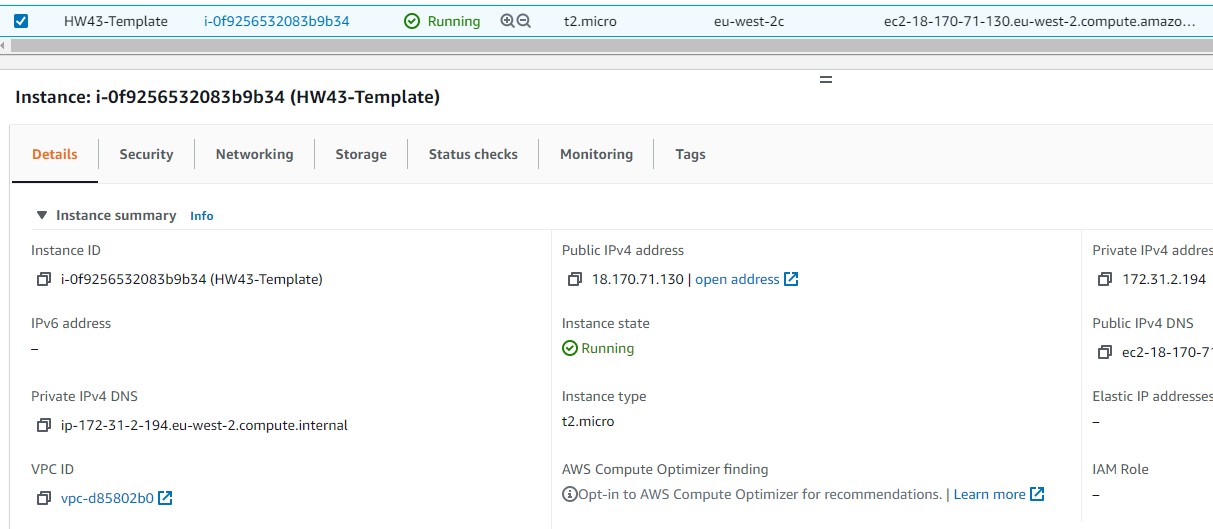 HW43-Template i-0f9256532083b9b34 Running t2.micro eu-west-2c ec2-18-170-71-130.eu-west-2.compute.amazo...
Instance: i-0f9256532083b9b34 (HW43-Template)
Details Security Networking Storage Status checks Monitoring Tags
Instance summary Info
Instance ID Public IPv4 address Private IPv4 addres
i-0f9256532083b9b34 (HW43-Template) 18.170.71.130 | open address 172.31.2.194
IPv6 address Instance state Public IPv4 DNS
– Running ec2-18-170-71
Private IPv4 DNS Instance type Elastic IP addresses
ip-172-31-2-194.eu-west-2.compute.internal t2.micro –
VPC ID AWS Compute Optimizer finding IAM Role
vpc-d85802b0 Opt-in to AWS Compute Optimizer for recommendations. | Learn more –